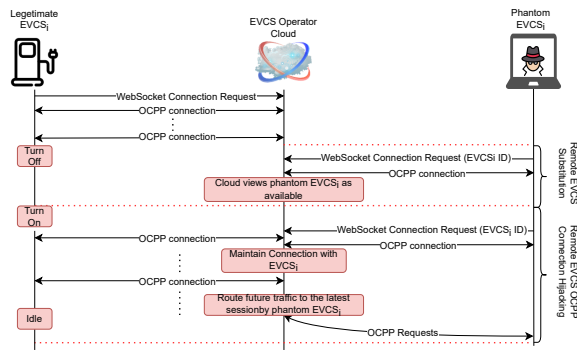 Legetimate
EVCSi
EVCS Operator
Cloud
Phantom
EVCSi
WebSocket Connection Request
OCPP connection
OCPP connection
Turn
Off
WebSocket Connection Request (EVCSi ID)
OCPP connection
Cloud views phantom EVCSi as
available
Remote EVCS
Substitution
Turn
On
WebSocket Connection Request (EVCSi ID)
OCPP connection
OCPP connection
Maintain Connection with
EVCSi
OCPP connection
Route future traffic to the latest
sessionby phantom EVCSi
Idle
OCPP Requests
Remote EVCS OCPP
Connection Hijacking